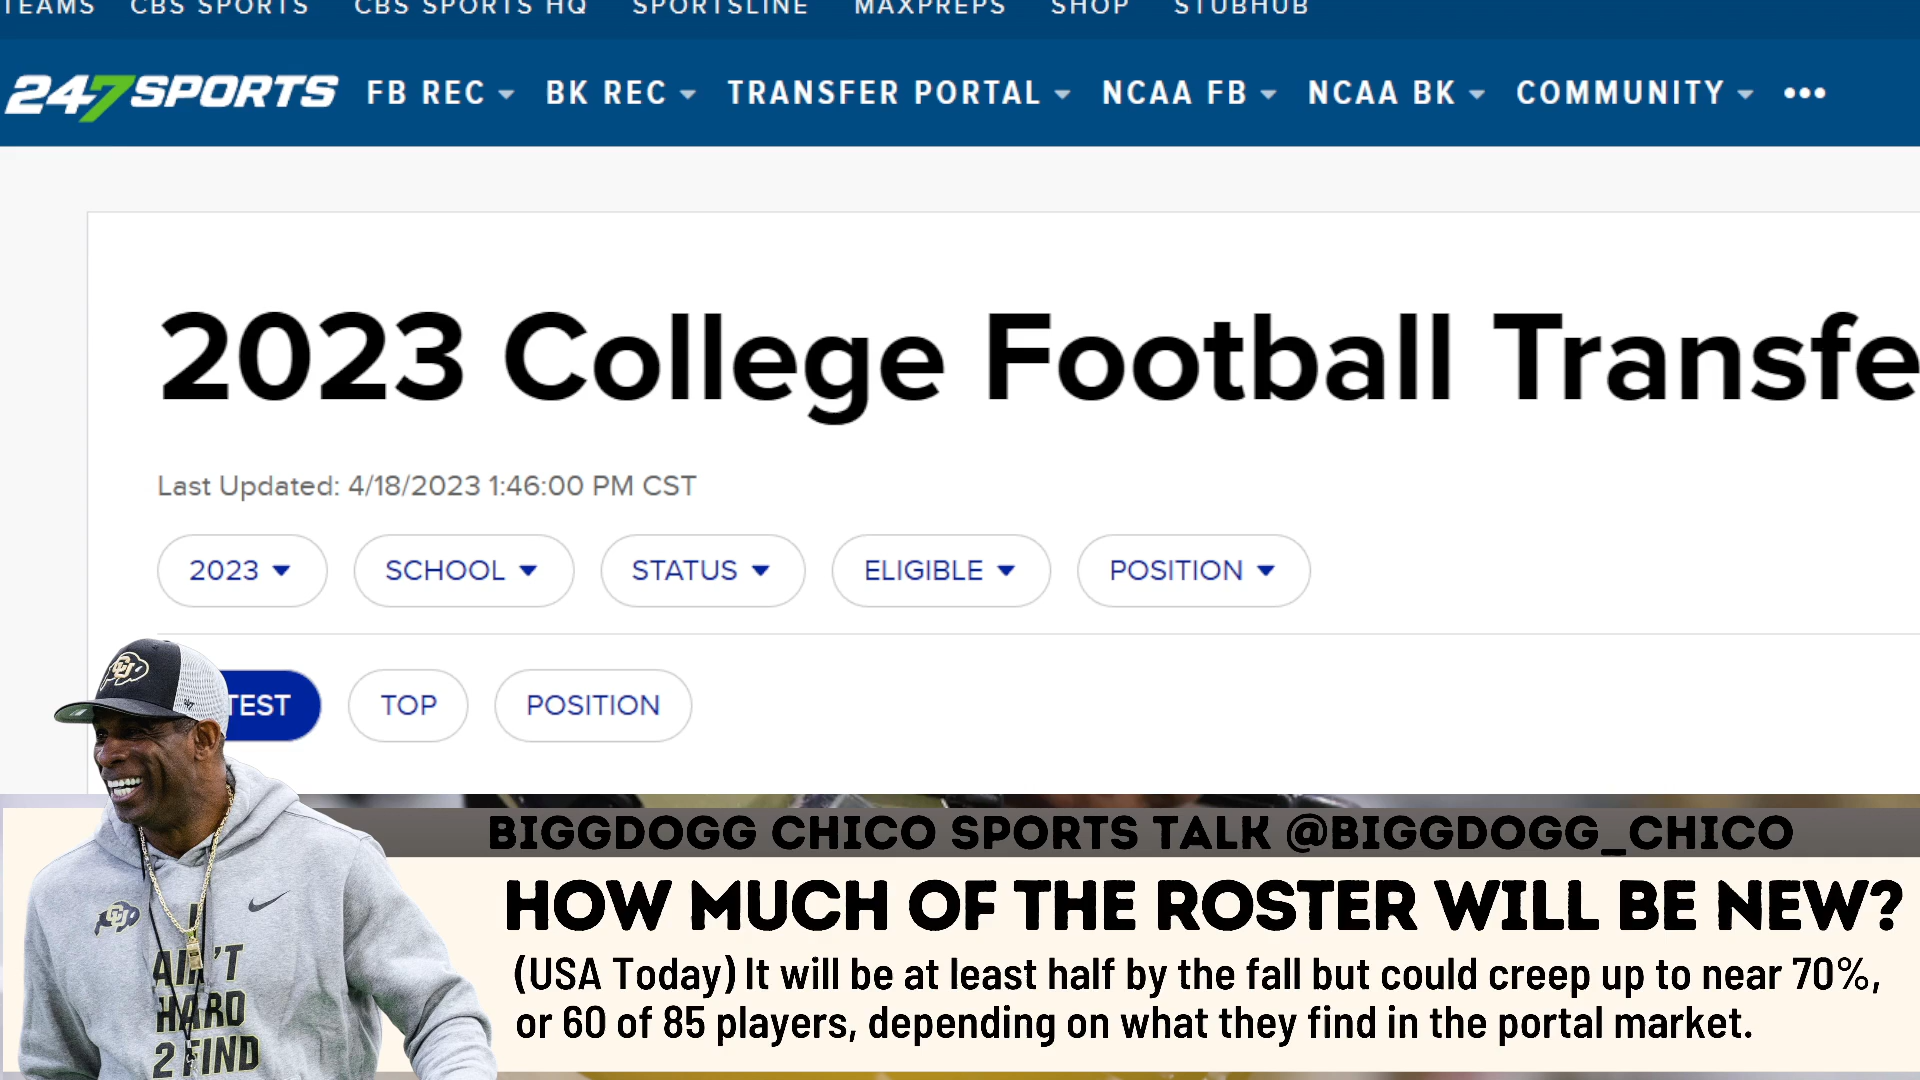 TEAMS CBS SPORTS CBS SPORTS HQ SPORTSLINE MAXPREPS SHOP STUBHUB
247SPORTS FB REC BK REC TRANSFER PORTAL NCAA FB NCAA BK COMMUNITY •••
2023 College Football Transfe
Last Updated: 4/18/2023 1:46:00 PM CST
2023 SCHOOL STATUS ELIGIBLE POSITION
TEST TOP POSITION
CU
'47
BIGGDOGG CHICO SPORTS TALK @BIGGDOGG_CHICO
HOW MUCH OF THE ROSTER WILL BE NEW?
(USA Today) It will be at least half by the fall but could creep up to near 70%,
or 60 of 85 players, depending on what they find in the portal market.
CU
I
AIN'T
HARD
2 FIND